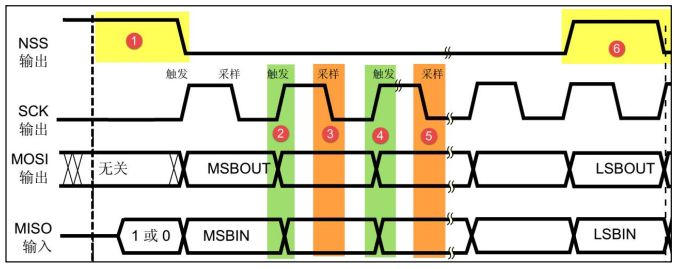 NSS
输出
1
6
触发 采样 触发 采样 触发 采样
SCK
输出
2
3
4
5
MOSI
输出
无关
MSBOUT
LSBOUT
MISO
输入
1 或 0
MSBIN
LSBIN